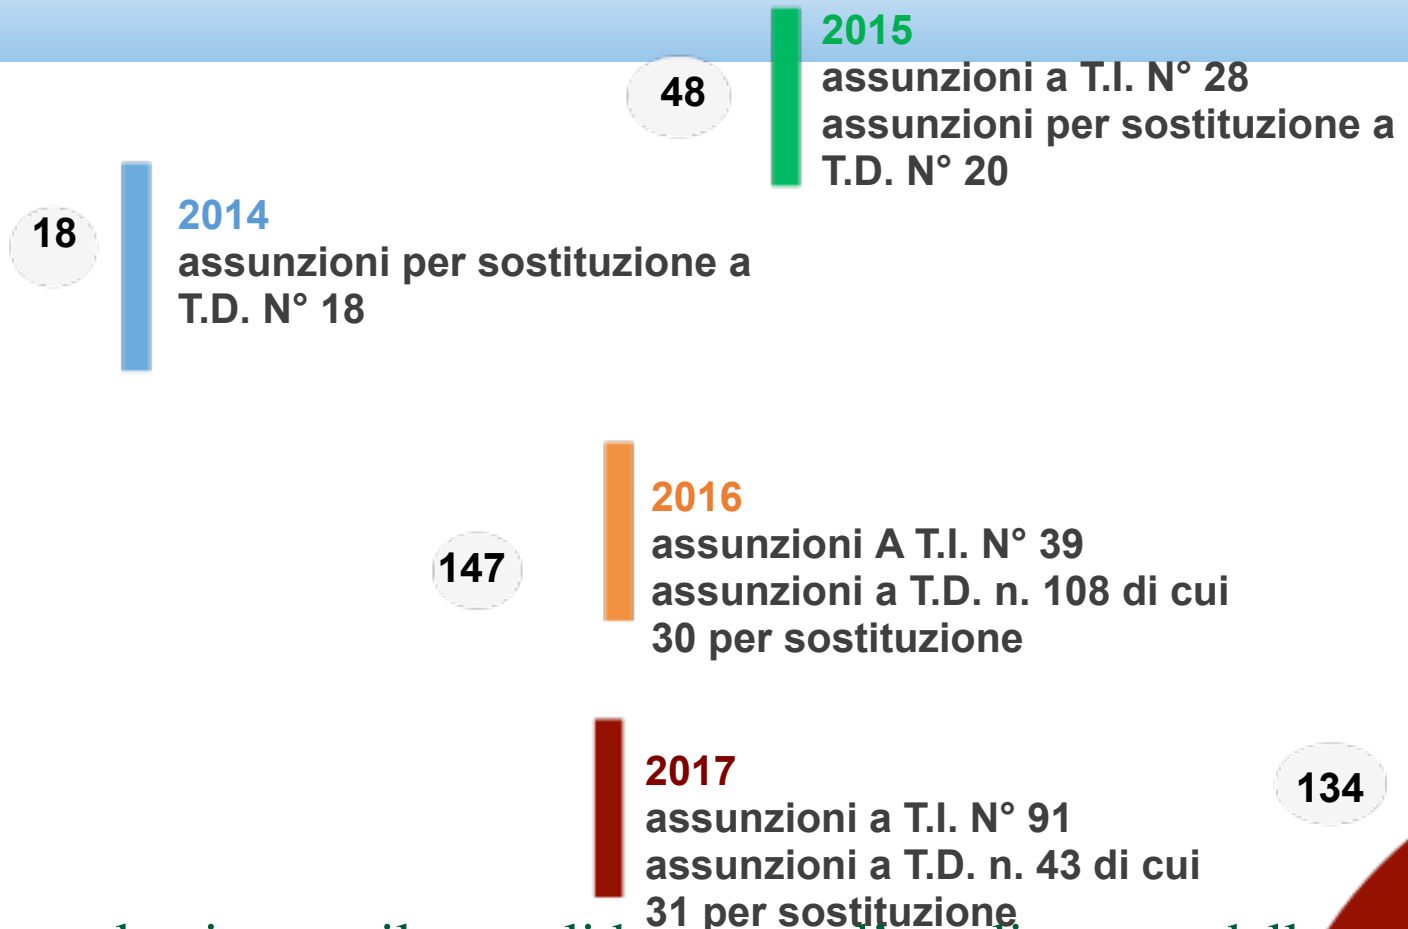 2015
48
assunzioni a T.I. N° 28
assunzioni per sostituzione a
T.D. N° 20
18
2014
assunzioni per sostituzione a
T.D. N° 18
2016
147
assunzioni A T.I. N° 39
assunzioni a T.D. n. 108 di cui
30 per sostituzione
2017
134
assunzioni a T.I. N° 91
assunzioni a T.D. n. 43 di cui
31 per sostituzione